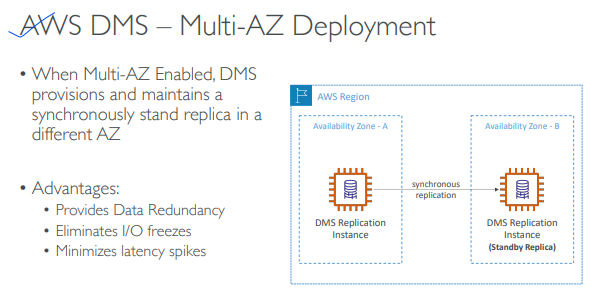 AWS DMS – Multi-AZ Deployment
• When Multi-AZ Enabled, DMS
provisions and maintains a
synchronously stand replica in a
different AZ
• Advantages:
• Provides Data Redundancy
• Eliminates I/O freezes
• Minimizes latency spikes
AWS Region
Availability Zone - A
Availability Zone - B
synchronous
replication
DMS Replication
Instance
DMS Replication
Instance
(Standby Replica)